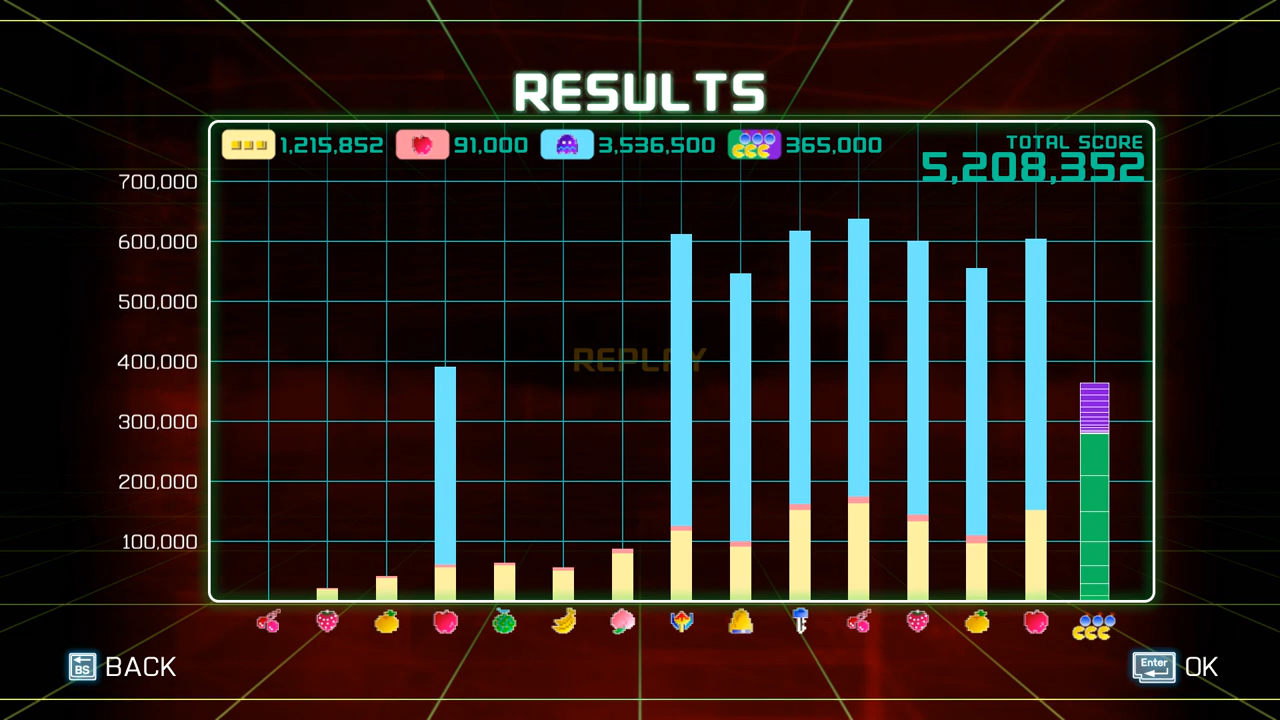 RESULTS
1,215,852 91,000 3,536,500 365,000 TOTAL SCORE
5,208,352
700,000
600,000
500,000
400,000
REPLAY
300,000
200,000
100,000
BS BACK
Enter OK